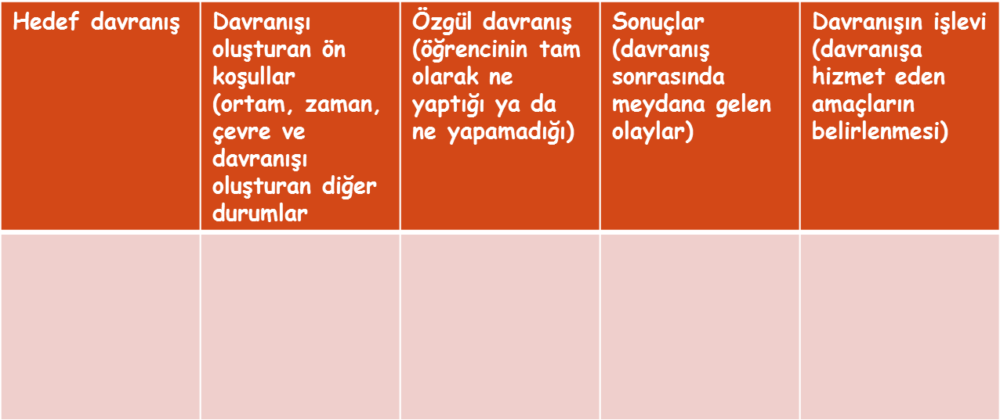 Hedef davranış
Davranışı
oluşturan ön
koşullar
(ortam, zaman,
çevre ve
davranışı
oluşturan diğer
durumlar
Özgül davranış
(öğrencinin tam
olarak ne
yaptığı ya da
ne yapamadığı)
Sonuçlar
(davranış
sonrasında
meydana gelen
olaylar)
Davranışın işlevi
(davranışa
hizmet eden
amaçların
belirlenmesi)